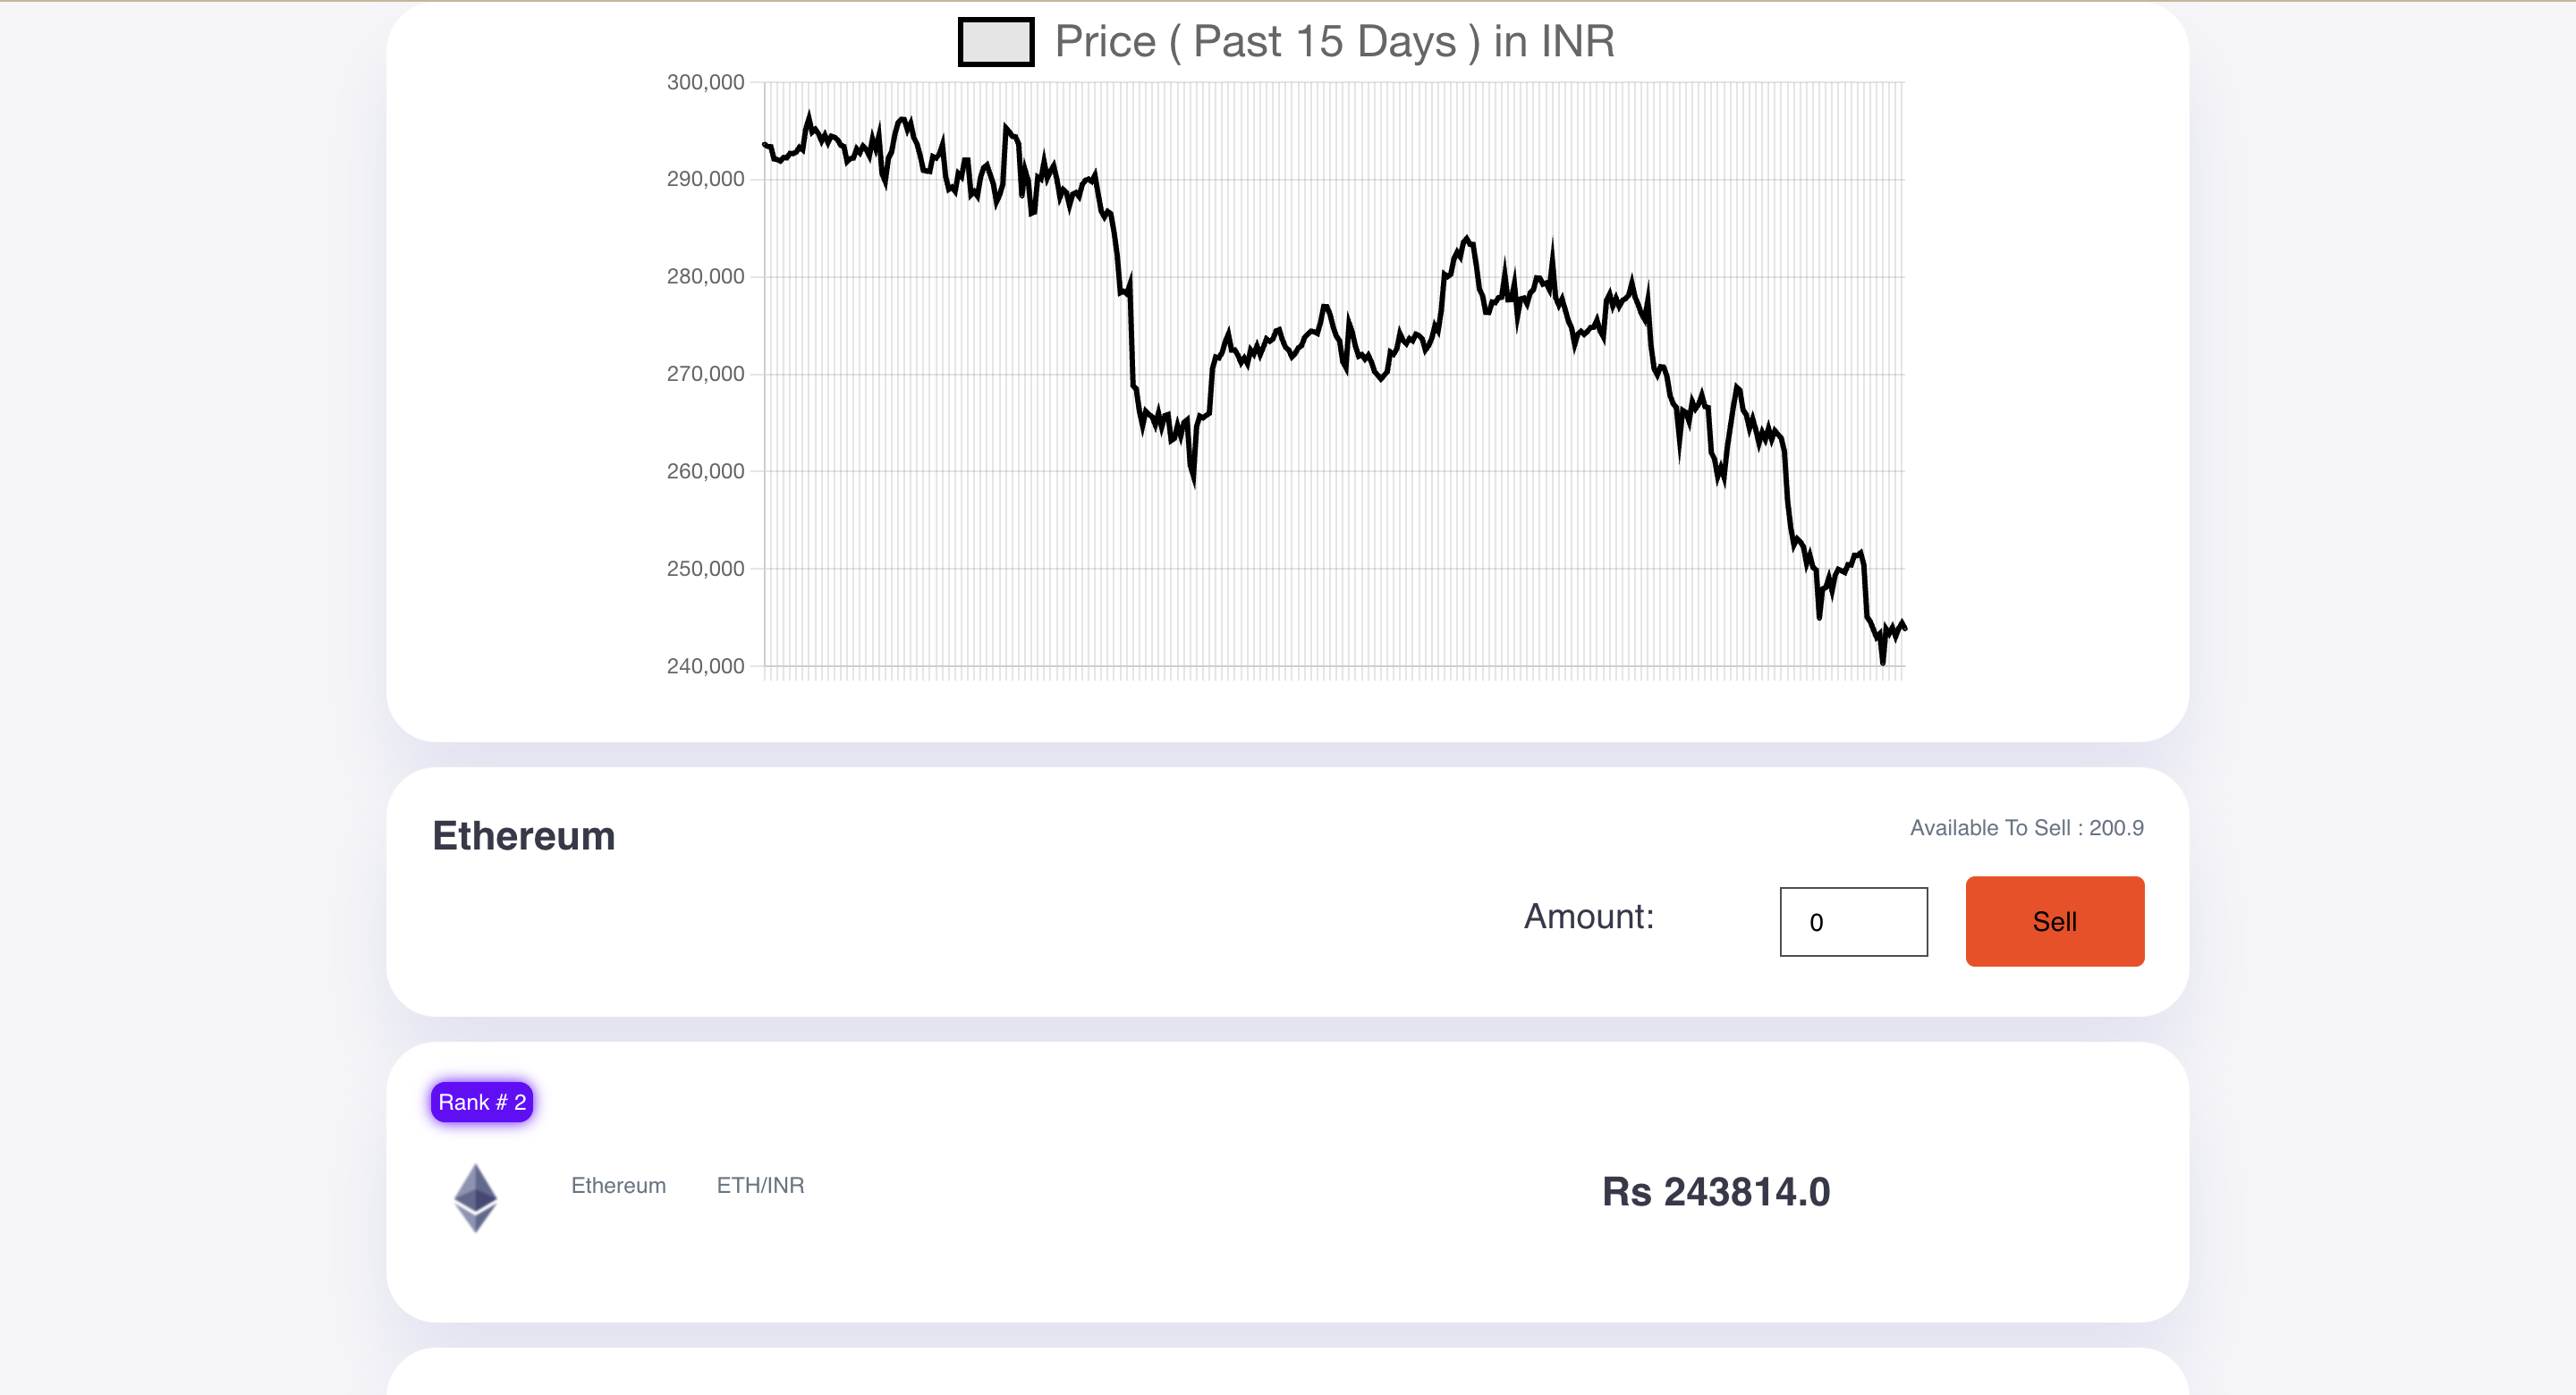 Price ( Past 15 Days ) in INR
300,000
290,000
280,000
270,000
260,000
250,000
240,000
Ethereum
Available To Sell : 200.9
Amount:
0
Sell
Rank # 2
Ethereum ETH/INR
Rs 243814.0